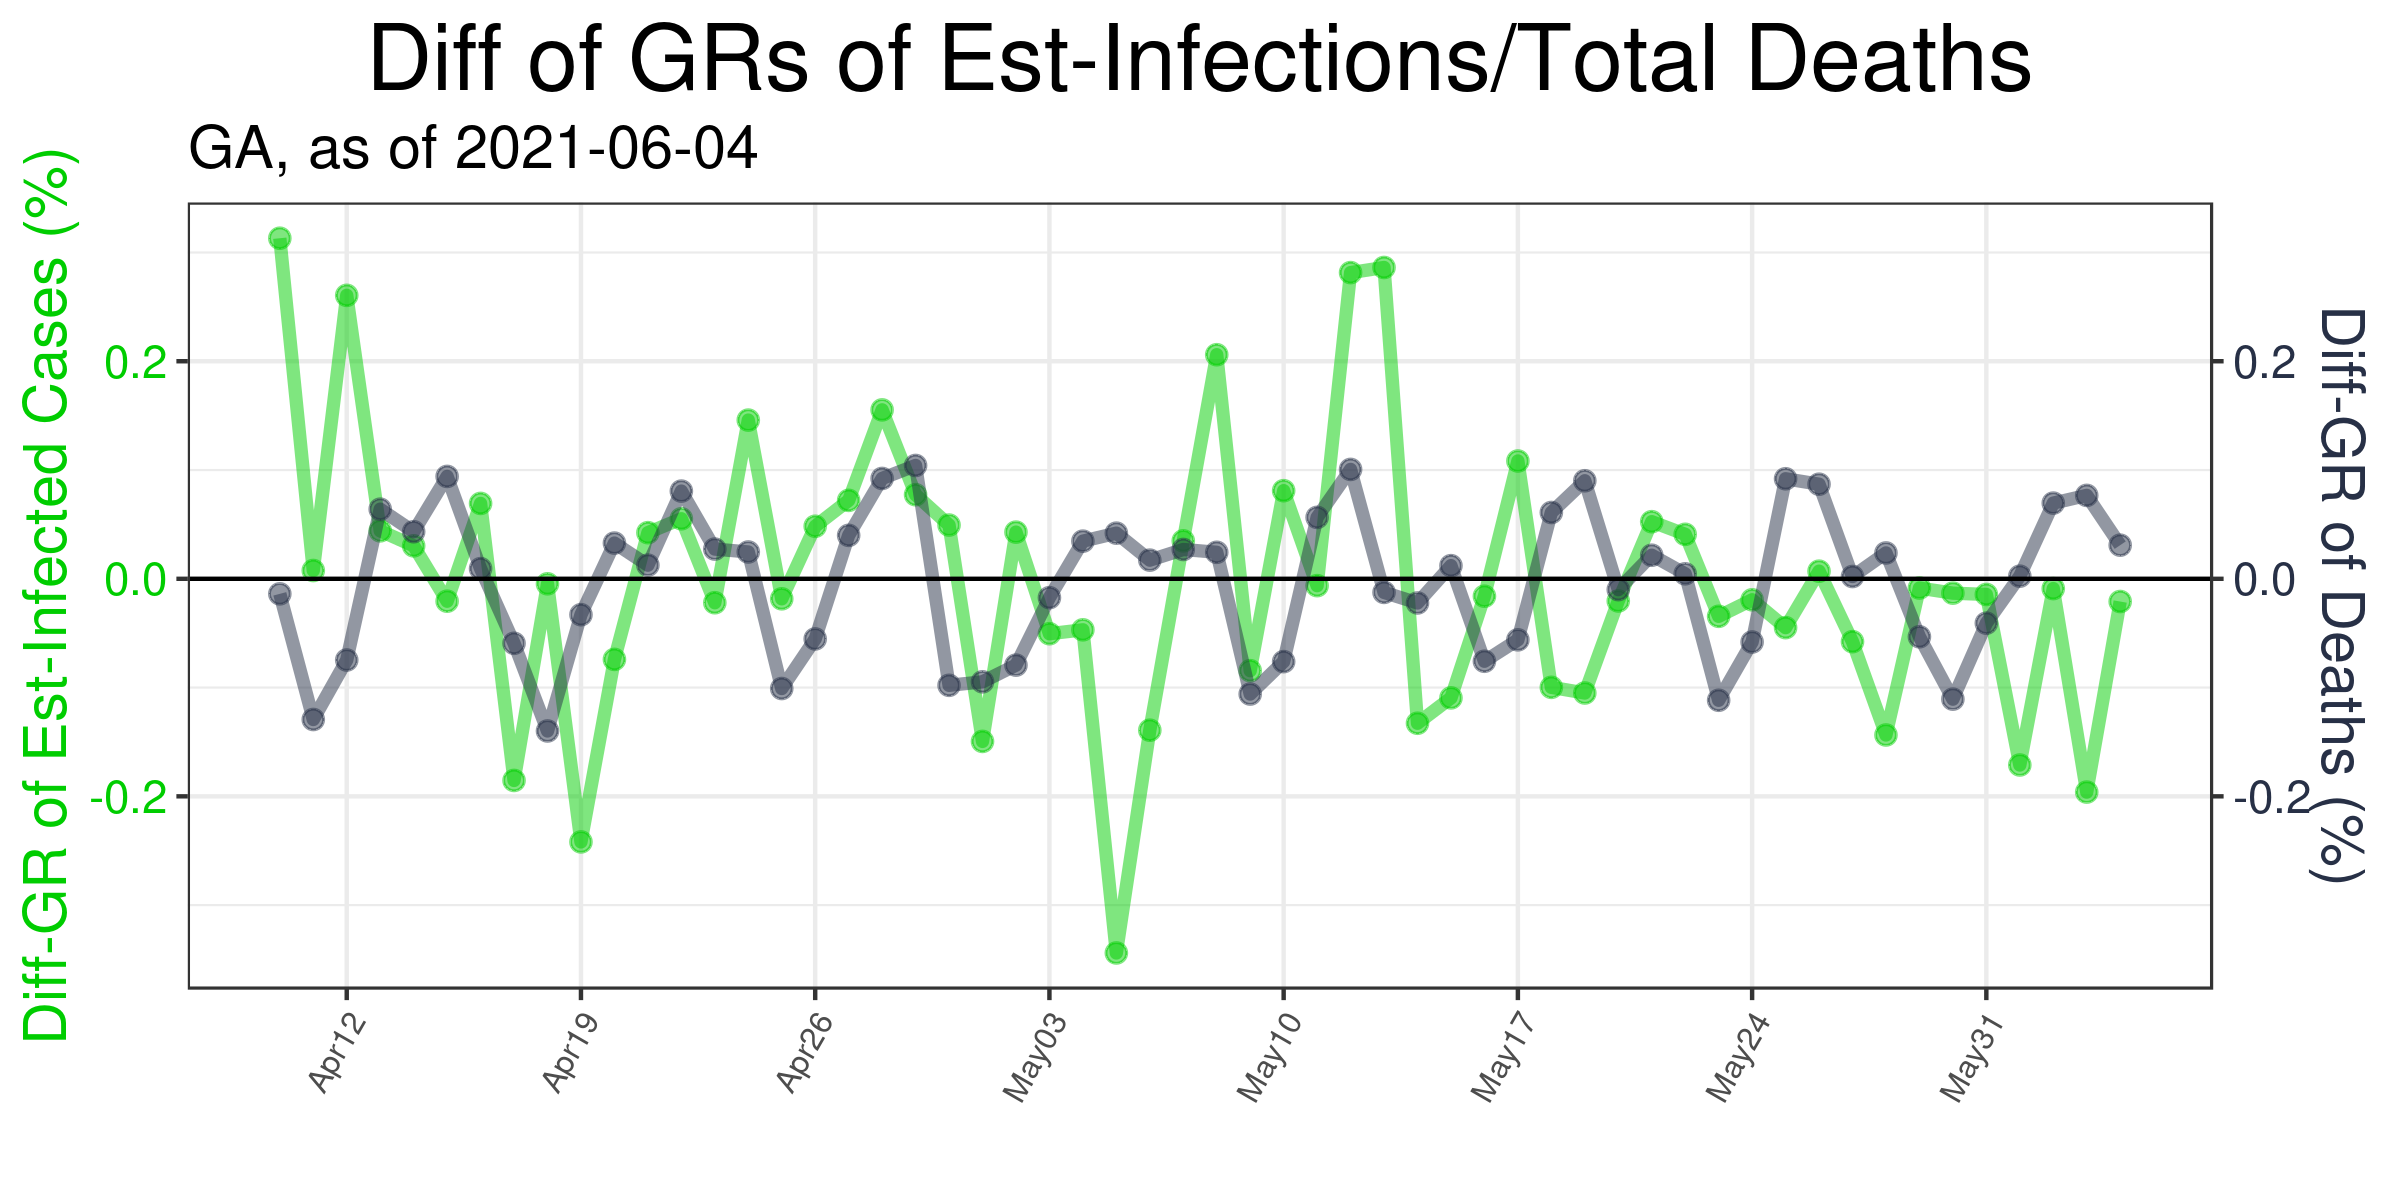 Diff of GRs of Est-Infections/Total Deaths
GA, as of 2021-06-04
Diff-GR of Est-Infected Cases (%)
0.2
0.0
-0.2
0.2
0.0
-0.2
Diff-GR of Deaths (%)
Apr12
Apr19
Apr26
May03
May10
May17
May24
May31